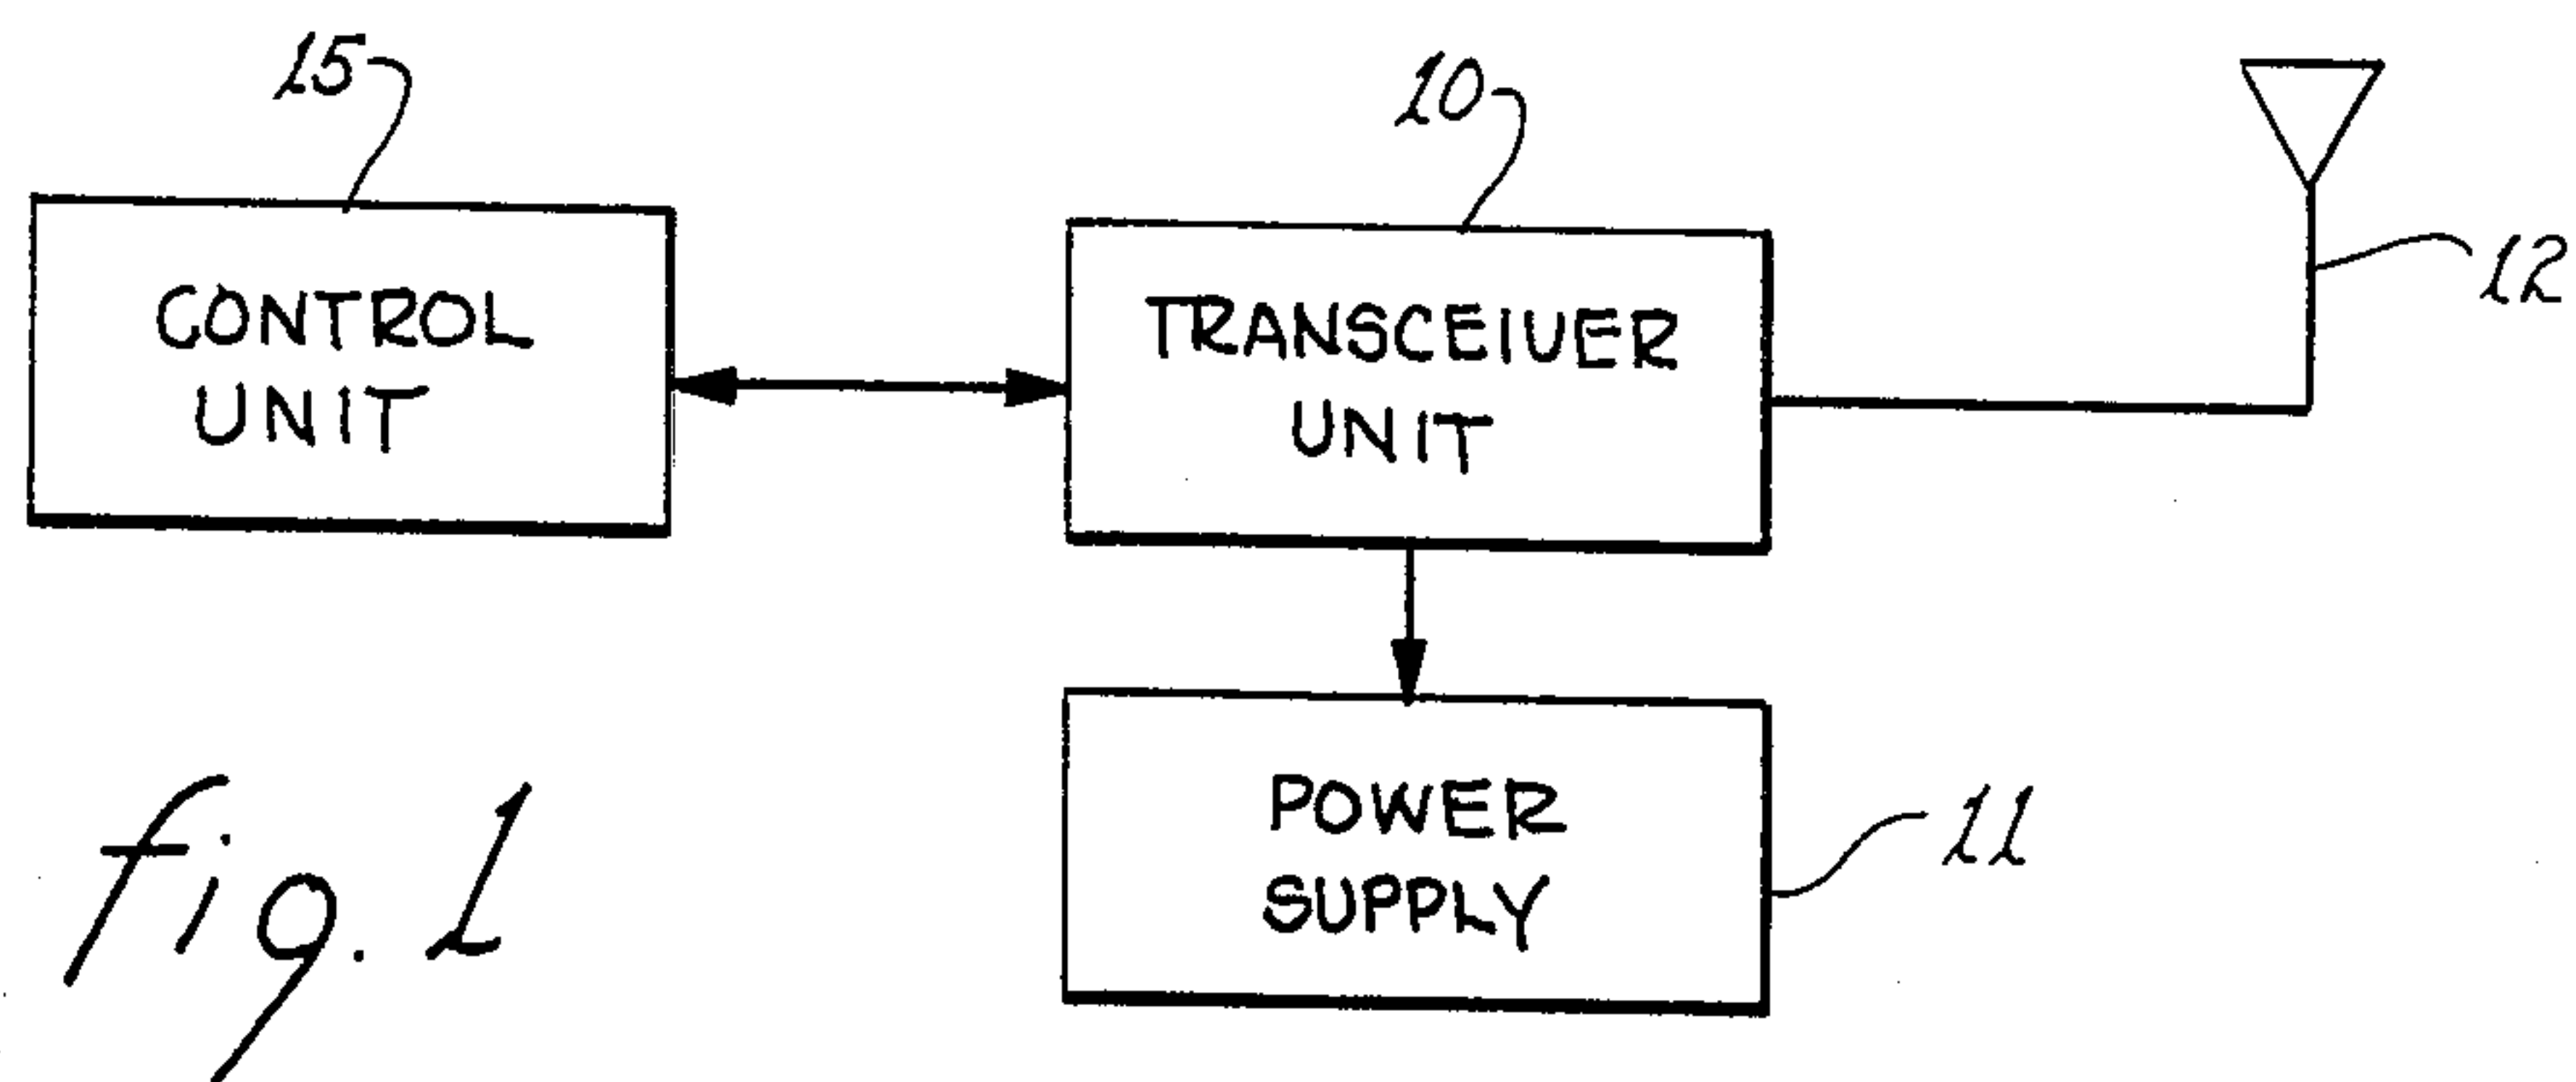 15
10
12
CONTROL
UNIT
TRANSCEIVER
UNIT
POWER
SUPPLY
11
fig. 1